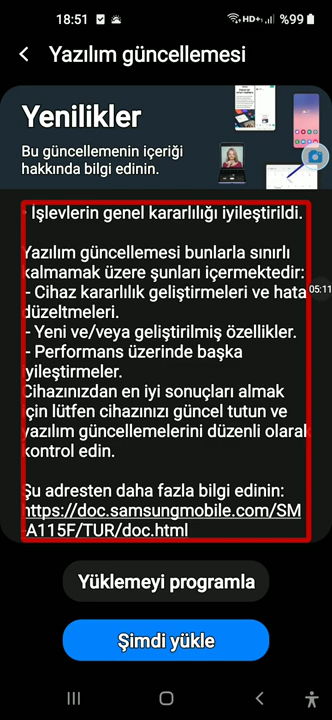 18:51 HD+ %99
Yazılım güncellemesi
Yenilikler
Bu güncellemenin içeriği
hakkında bilgi edinin.
İşlevlerin genel kararlılığı iyileştirildi.
05:11
Yazılım güncellemesi bunlarla sınırlı
kalmamak üzere şunları içermektedir:
- Cihaz kararlılık geliştirmeleri ve hata
düzeltmeleri.
- Yeni ve/veya geliştirilmiş özellikler.
- Performans üzerinde başka
iyileştirmeler.
Cihazınızdan en iyi sonuçları almak
için lütfen cihazınızı güncel tutun ve
yazılım güncellemelerini düzenli olarak
kontrol edin.
Şu adresten daha fazla bilgi edinin:
https://doc.samsungmobile.com/SM
-A115F/TUR/doc.html
Yüklemeyi programla
Şimdi yükle